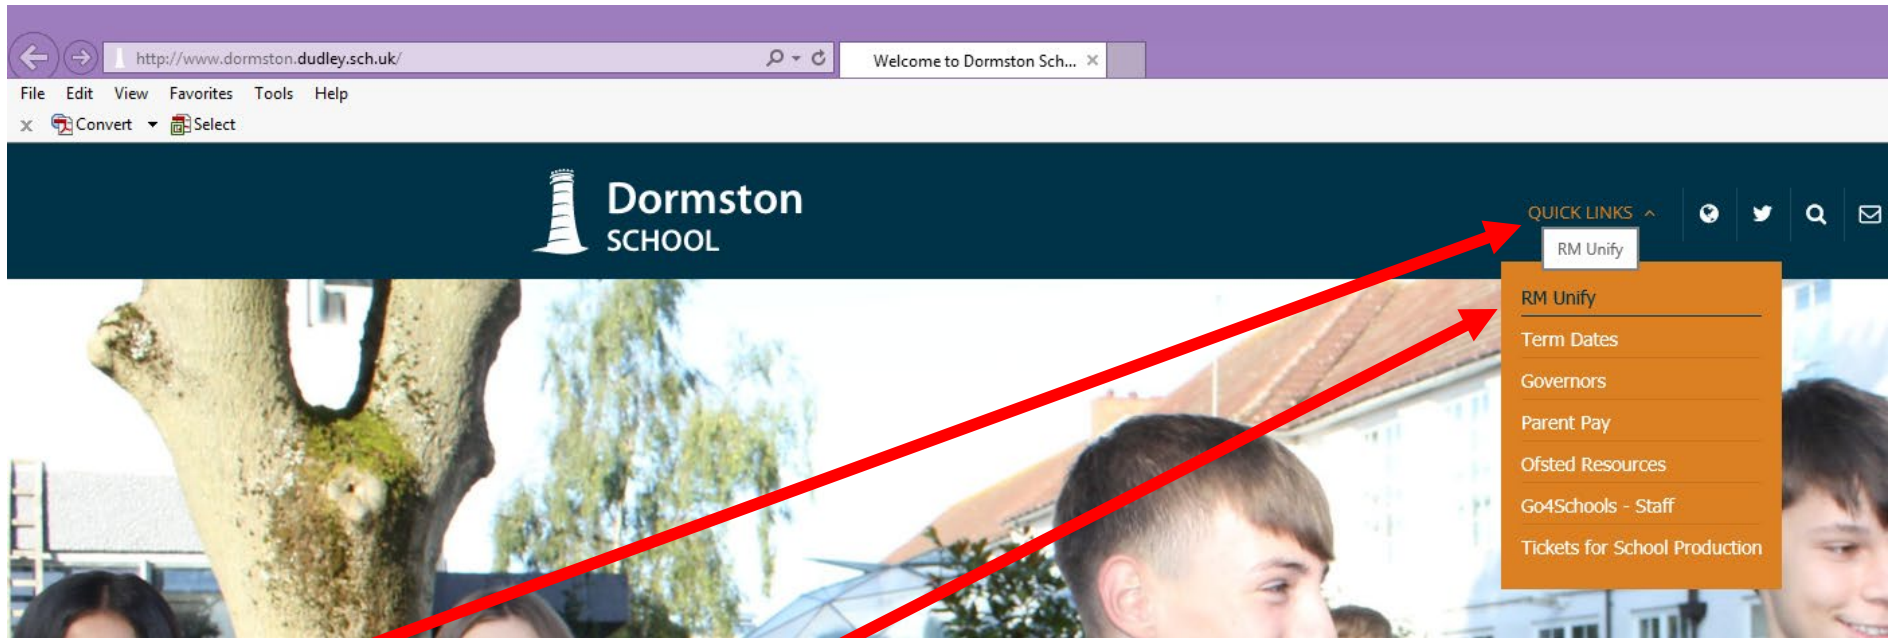 http://www.dormston.dudley.sch.uk/
Welcome to Dormston Sch...
File Edit View Favorites Tools Help
x Convert Select
Dormston
SCHOOL
QUICK LINKS
RM Unify
RM Unify
Term Dates
Governors
Parent Pay
Ofsted Resources
Go4Schools - Staff
Tickets for School Production